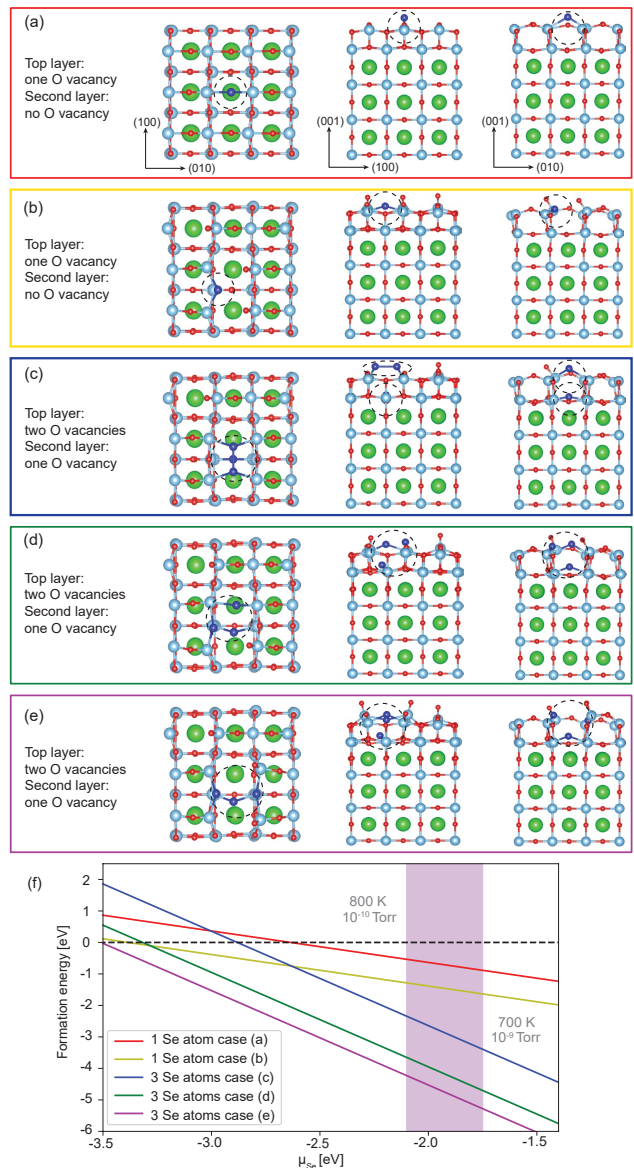 (a)
Top layer:
one O vacancy
Second layer:
no O vacancy
(100)
(010)
(001)
(100)
(001)
(010)
(b)
Top layer:
one O vacancy
Second layer:
no O vacancy
(c)
Top layer:
two O vacancies
Second layer:
one O vacancy
(d)
Top layer:
two O vacancies
Second layer:
one O vacancy
(e)
Top layer:
two O vacancies
Second layer:
one O vacancy
(f)
Formation energy [eV]
2
1
0
-1
-2
-3
-4
-5
-6
800 K
10⁻¹⁰ Torr
700 K
10⁻⁹ Torr
1 Se atom case (a)
1 Se atom case (b)
3 Se atoms case (c)
3 Se atoms case (d)
3 Se atoms case (e)
-3.5 -3.0 -2.5 -2.0 -1.5
μSe [eV]